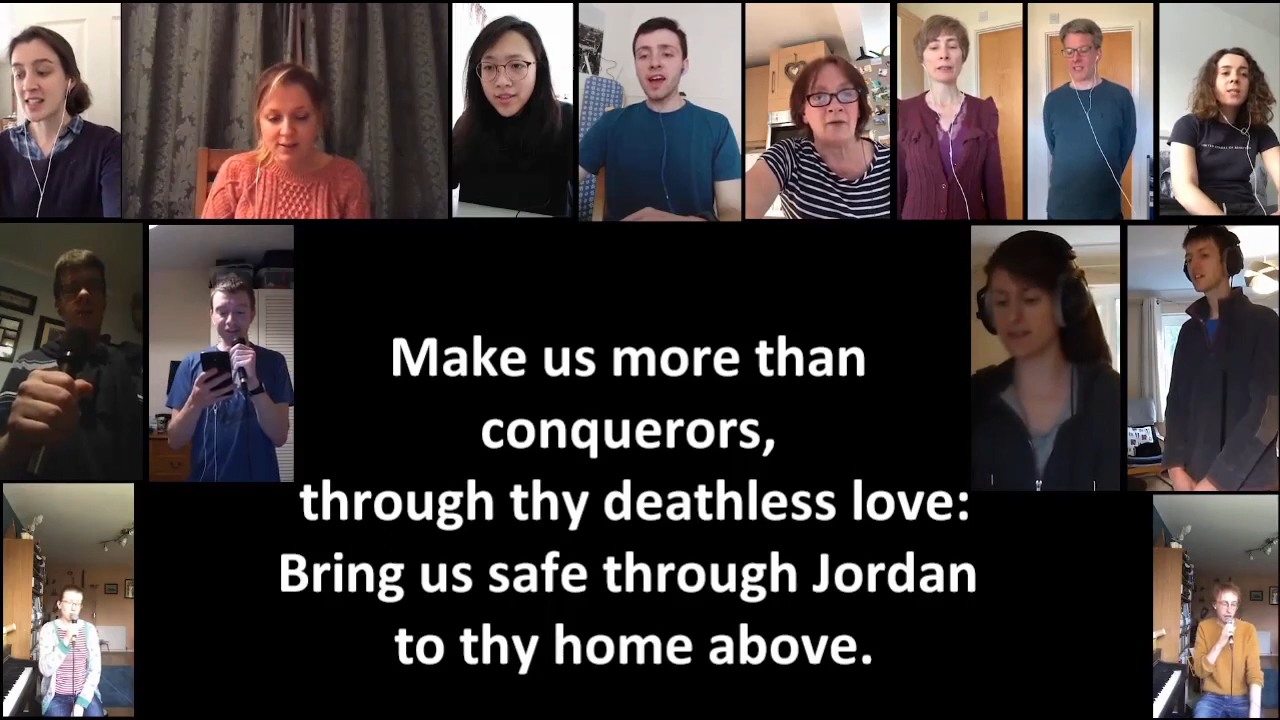 Make us more than
conquerors,
through thy deathless love:
Bring us safe through Jordan
to thy home above.